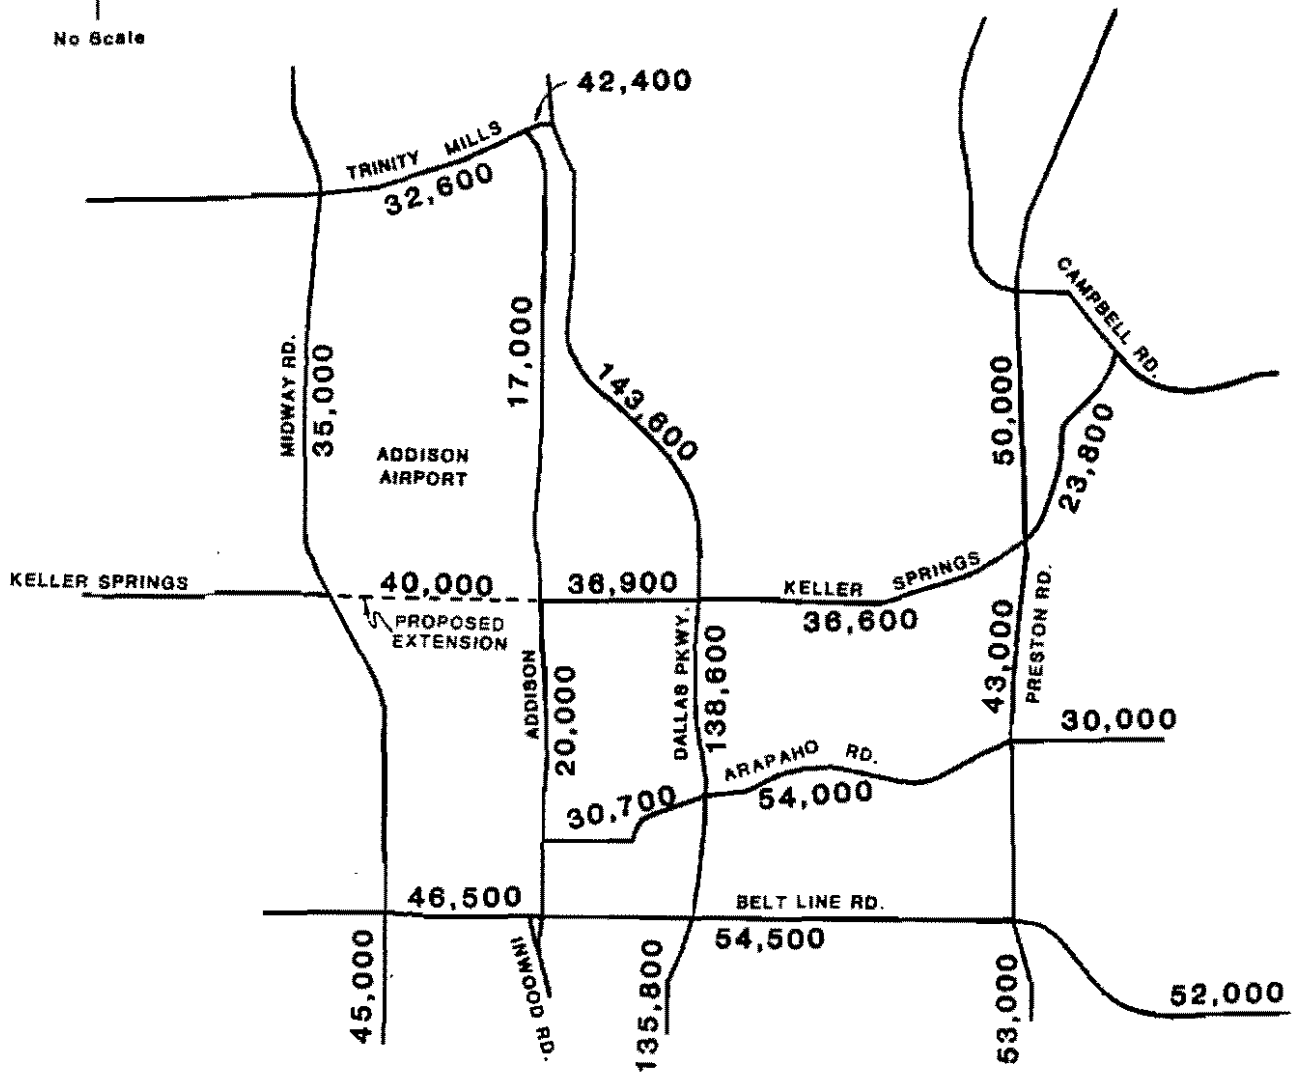 No Scale
42,400
TRINITY MILLS
32,600
CAMPBELL RD.
17,000
MIDWAY RD.
35,000
143,600
50,000
23,800
ADDISON
AIRPORT
KELLER SPRINGS
40,000
36,900
KELLER SPRINGS
36,600
PROPOSED
EXTENSION
ADDISON
20,000
DALLAS PKWY.
138,600
43,000
PRESTON RD.
30,000
ARAPAHO RD.
30,700
54,000
46,500
BELT LINE RD.
54,500
45,000
INWOOD RD.
135,800
53,000
52,000